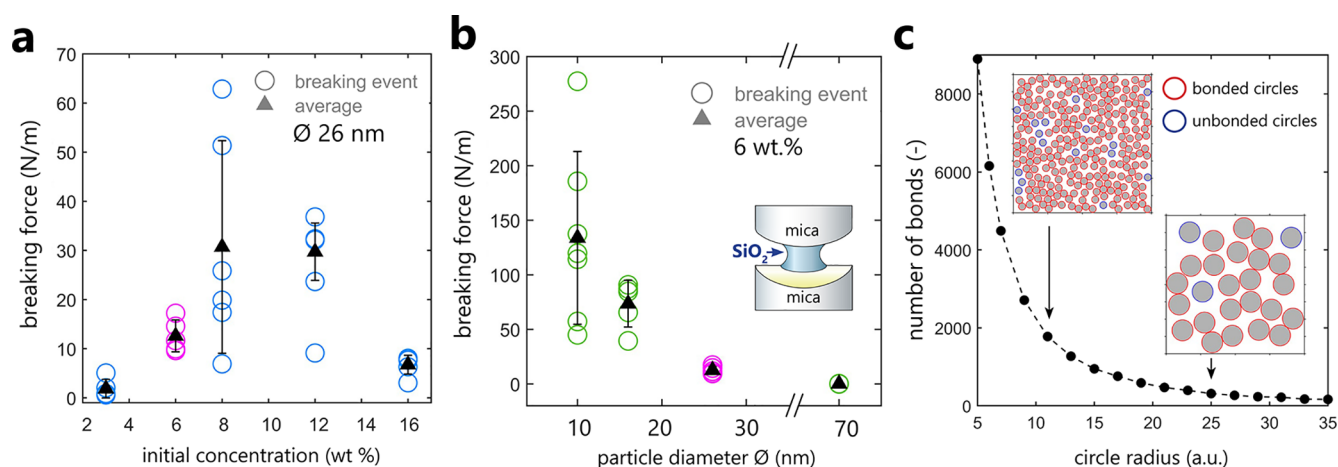 a
70
60
50
40
30
20
10
0
2 4 6 8 10 12 14 16
breaking force (N/m)
initial concentration (wt %)
breaking event
average
Ø 26 nm
b
300
250
200
150
100
50
0
10 20 30 70
breaking force (N/m)
particle diameter Ø (nm)
breaking event
average
6 wt.%
mica
SiO2
mica
c
8000
6000
4000
2000
0
5 10 15 20 25 30 35
number of bonds (-)
circle radius (a.u.)
bonded circles
unbonded circles